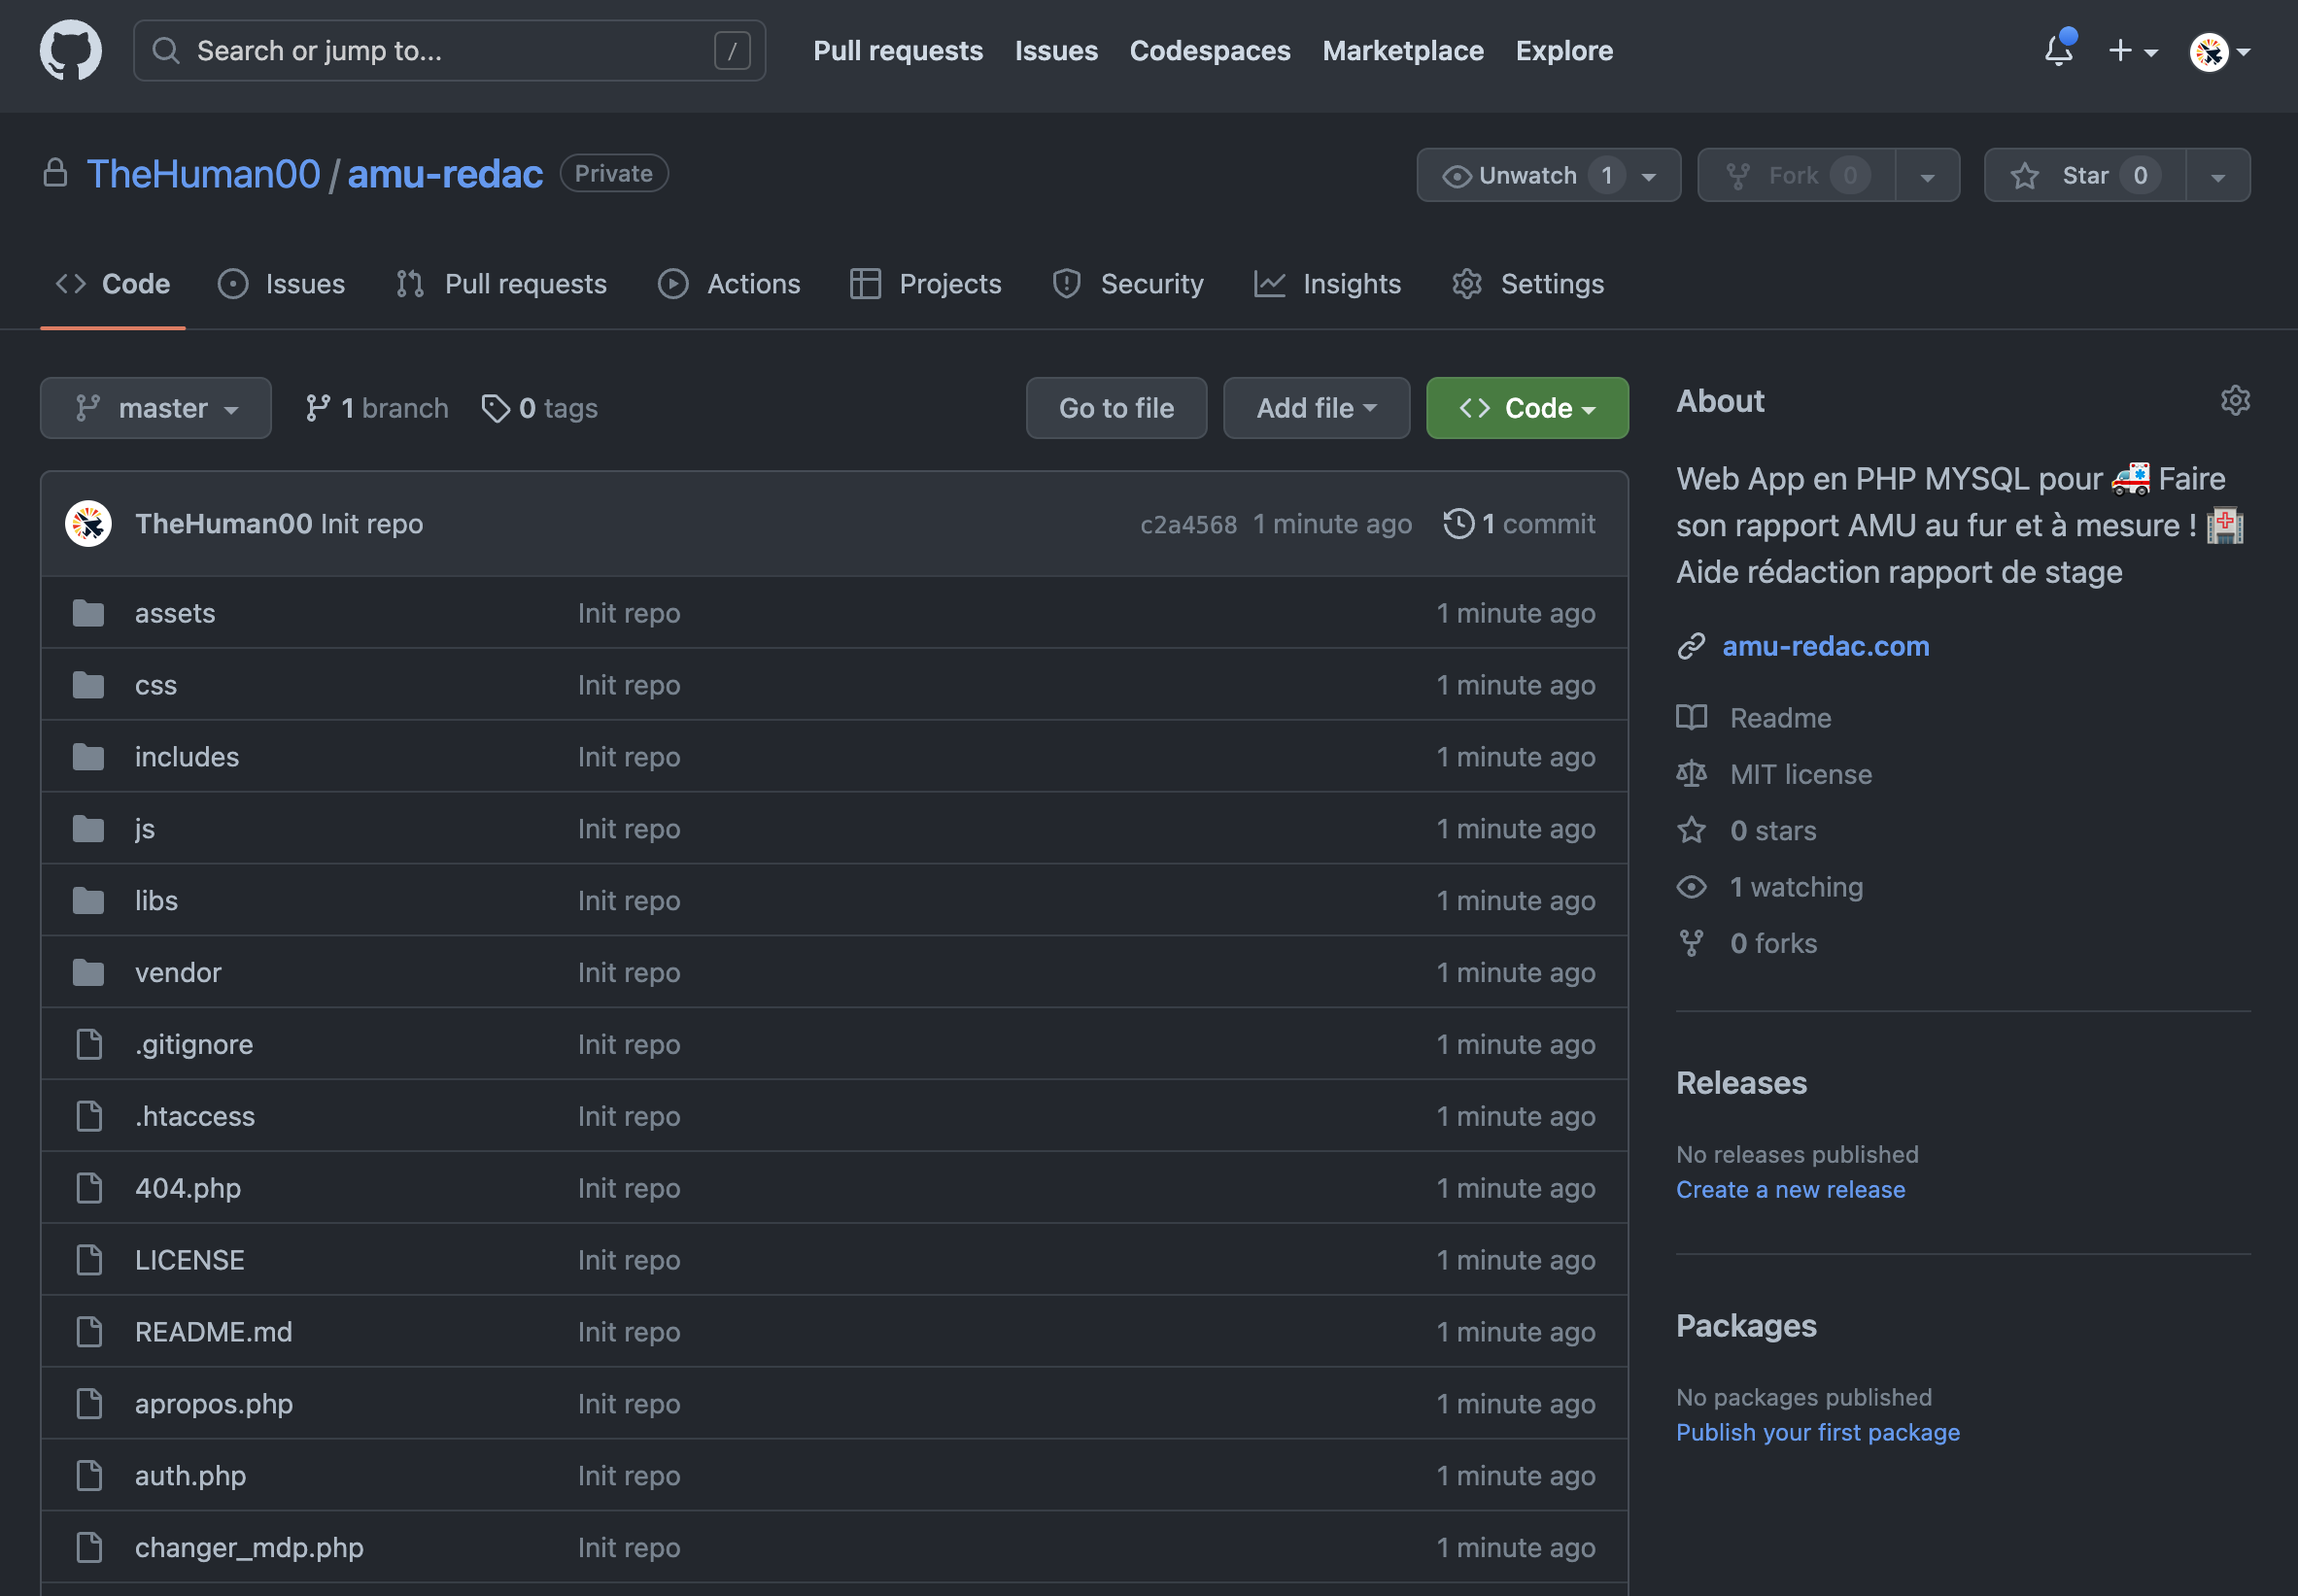 Search or jump to... /
Pull requests Issues Codespaces Marketplace Explore
TheHuman00 / amu-redac Private
Unwatch 1 Fork 0 Star 0
Code Issues Pull requests Actions Projects Security Insights Settings
master 1 branch 0 tags Go to file Add file Code
TheHuman00 Init repo c2a4568 1 minute ago 1 commit
assets Init repo 1 minute ago
css Init repo 1 minute ago
includes Init repo 1 minute ago
js Init repo 1 minute ago
libs Init repo 1 minute ago
vendor Init repo 1 minute ago
.gitignore Init repo 1 minute ago
.htaccess Init repo 1 minute ago
404.php Init repo 1 minute ago
LICENSE Init repo 1 minute ago
README.md Init repo 1 minute ago
apropos.php Init repo 1 minute ago
auth.php Init repo 1 minute ago
changer_mdp.php Init repo 1 minute ago
About
Web App en PHP MYSQL pour 🚑 Faire
son rapport AMU au fur et à mesure ! 🏥
Aide rédaction rapport de stage
amu-redac.com
Readme
MIT license
0 stars
1 watching
0 forks
Releases
No releases published
Create a new release
Packages
No packages published
Publish your first package